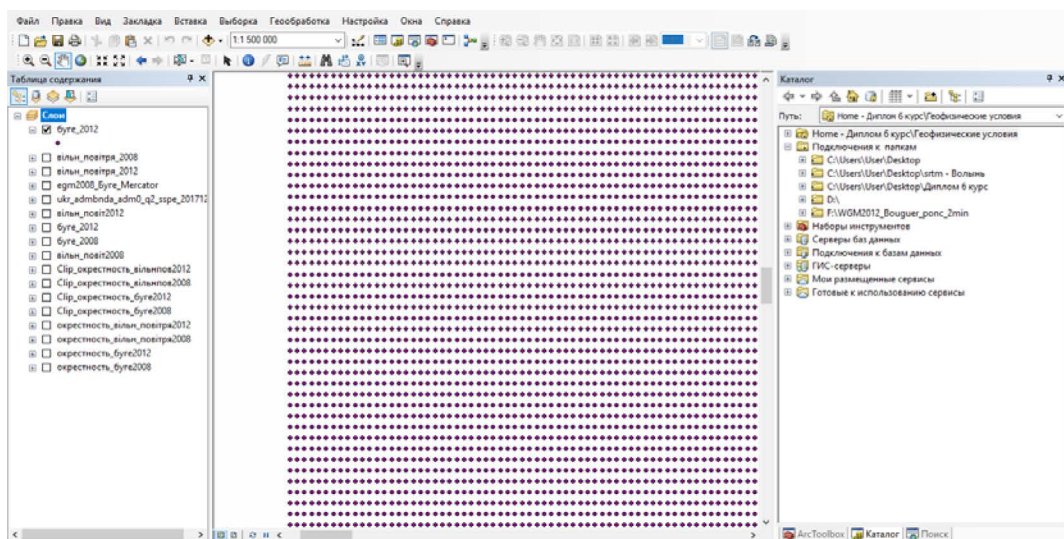 Файл Правка Вид Закладка Вставка Выборка Геообработка Настройка Окна Справка
1:1 500 000
Таблица содержания
Слои
буге_2012
вільн_повітря_2008
вільн_повітря_2012
egm2008_Буге_Mercator
ukr_admbnda_adm0_q2_sspe_201712
вільн_повіт2012
буге_2012
буге_2008
вільн_повіт2008
Clip_окрестность_вільнпов2012
Clip_окрестность_вільнпов2008
Clip_окрестность_буге2012
Clip_окрестность_буге2008
окрестность_вільн_повітря2012
окрестность_вільн_повітря2008
окрестность_буге2012
окрестность_буге2008
Каталог
Путь: Home - Диплом 6 курс\Геофизические условия
Home - Диплом 6 курс\Геофизические условия
Подключения к папкам
C:\Users\User\Desktop
C:\Users\User\Desktop\srtm - Волынь
C:\Users\User\Desktop\Диплом 6 курс
D:\
F:\WGM2012_Bouguer_ponc_2min
Наборы инструментов
Серверы баз данных
Подключения к базам данных
ГИС-серверы
Мои размещенные сервисы
Готовые к использованию сервисы
ArcToolbox Каталог Поиск